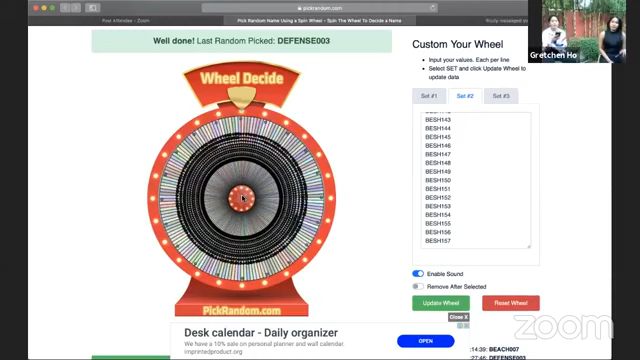 pickrandom.com
Past Attendee - Zoom
Pick Random Name Using a Spin Wheel - Spin The Wheel To Decide a Name
Gretchen Ho
Well done! Last Random Picked: DEFENSE003
Wheel Decide
PickRandom.com
Custom Your Wheel
Input your values. Each per line
Select SET and click Update Wheel to
update data
Set #1
Set #2
Set #3
BESH143
BESH144
BESH145
BESH146
BESH147
BESH148
BESH149
BESH150
BESH151
BESH152
BESH153
BESH154
BESH155
BESH156
BESH157
Enable Sound
Remove After Selected
Update Wheel
Reset Wheel
Close X
Desk calendar - Daily organizer
We have a 10% sale on personal planner and wall calendar.
imprintedproduct.org
OPEN
zoom
14:39: BEACH007
27:46: DEFENSE003